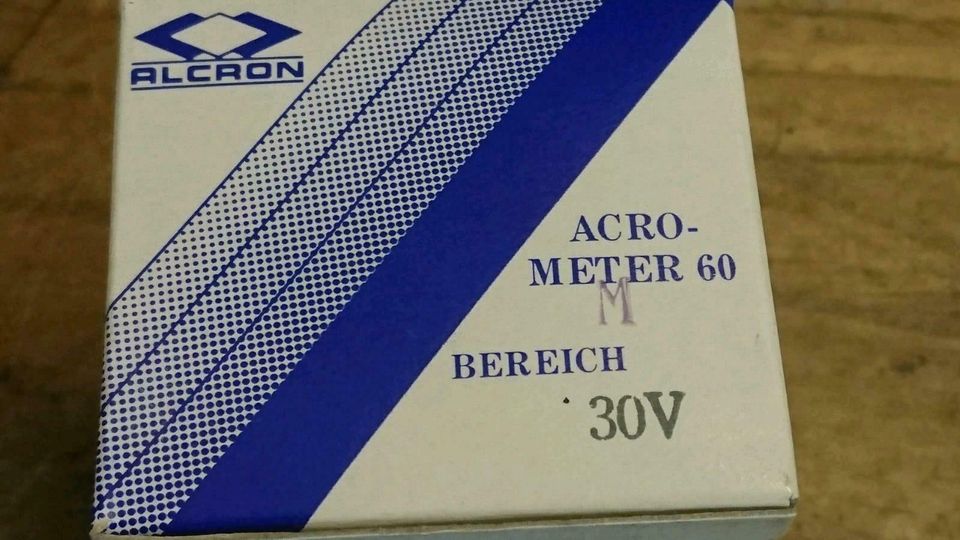 ALCRON
ACRO-
METER 60
M
BEREICH
30V